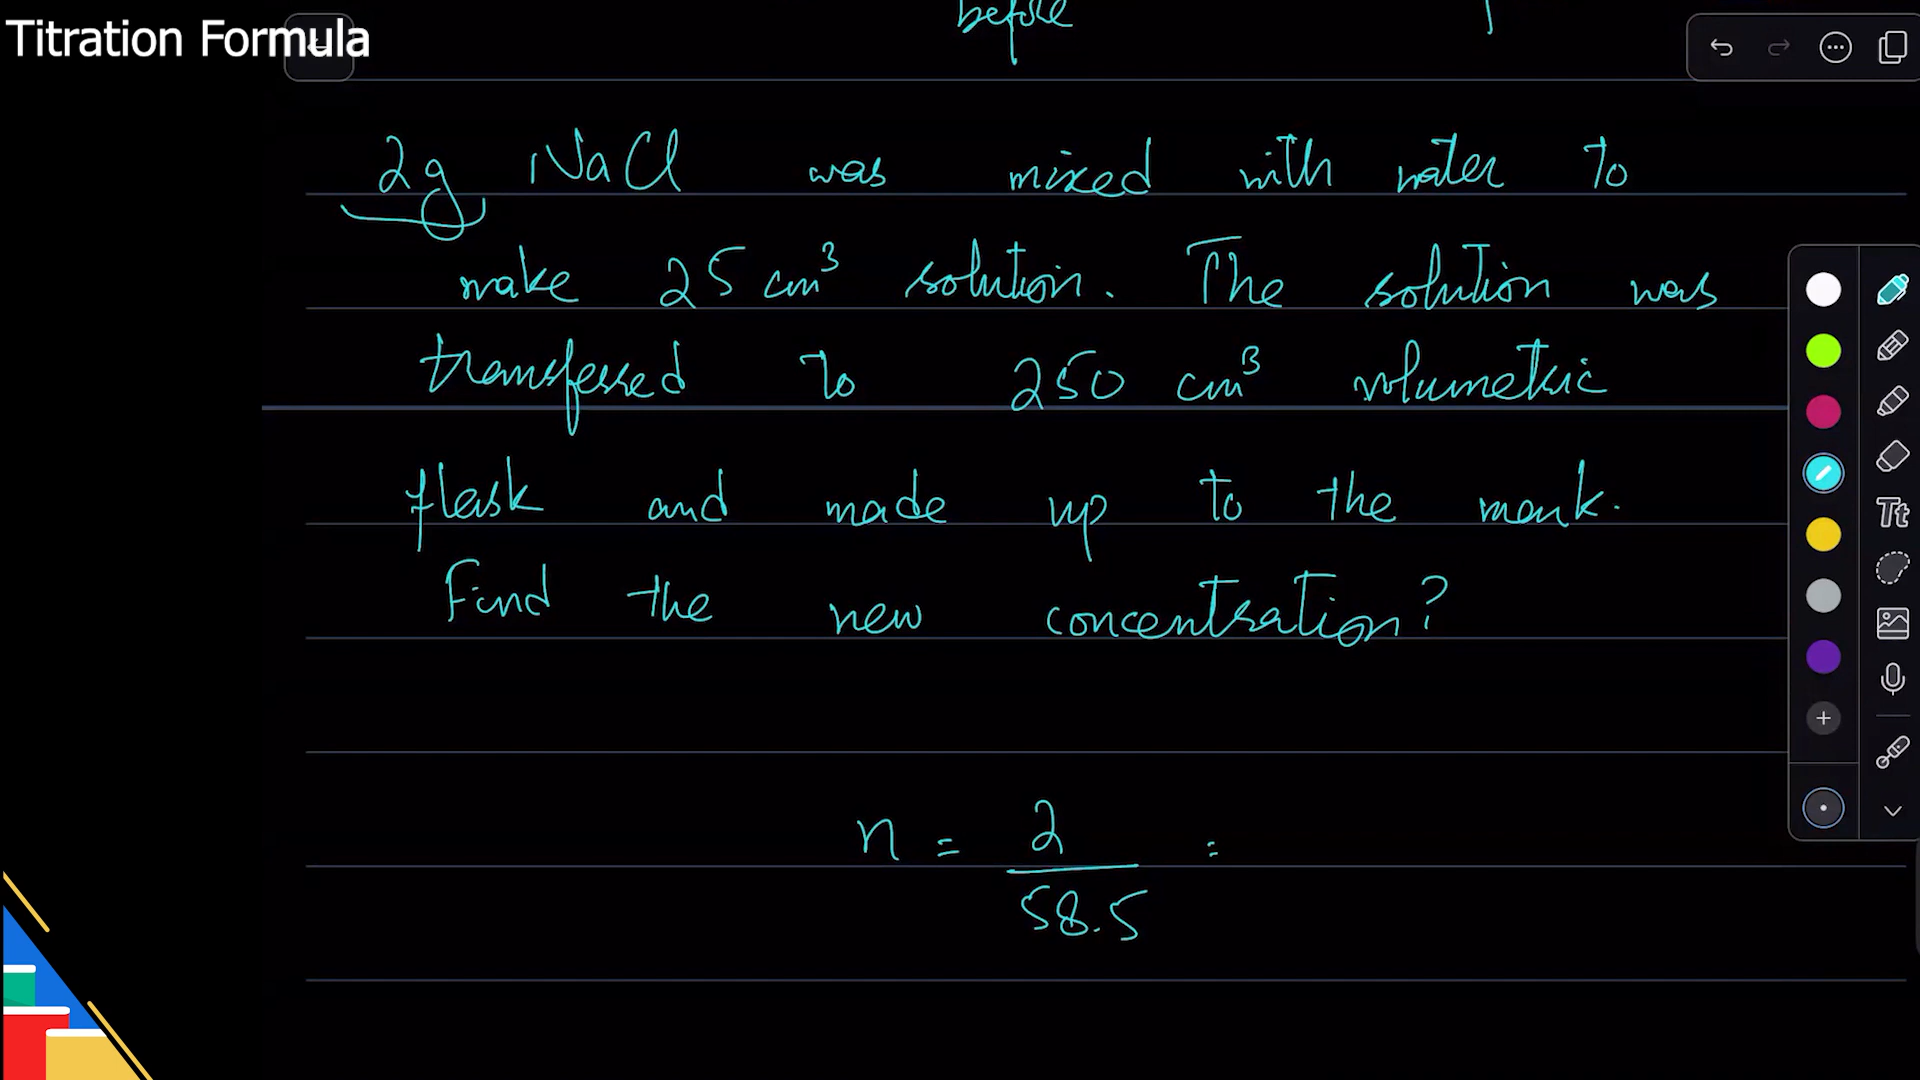 Titration Formula
before
2g NaCl was mixed with water to
make 25 cm³ solution. The solution was
transferred to 250 cm³ volumetric
flask and made up to the mark.
Find the new concentration?
n = 2 =
58.5
Tt